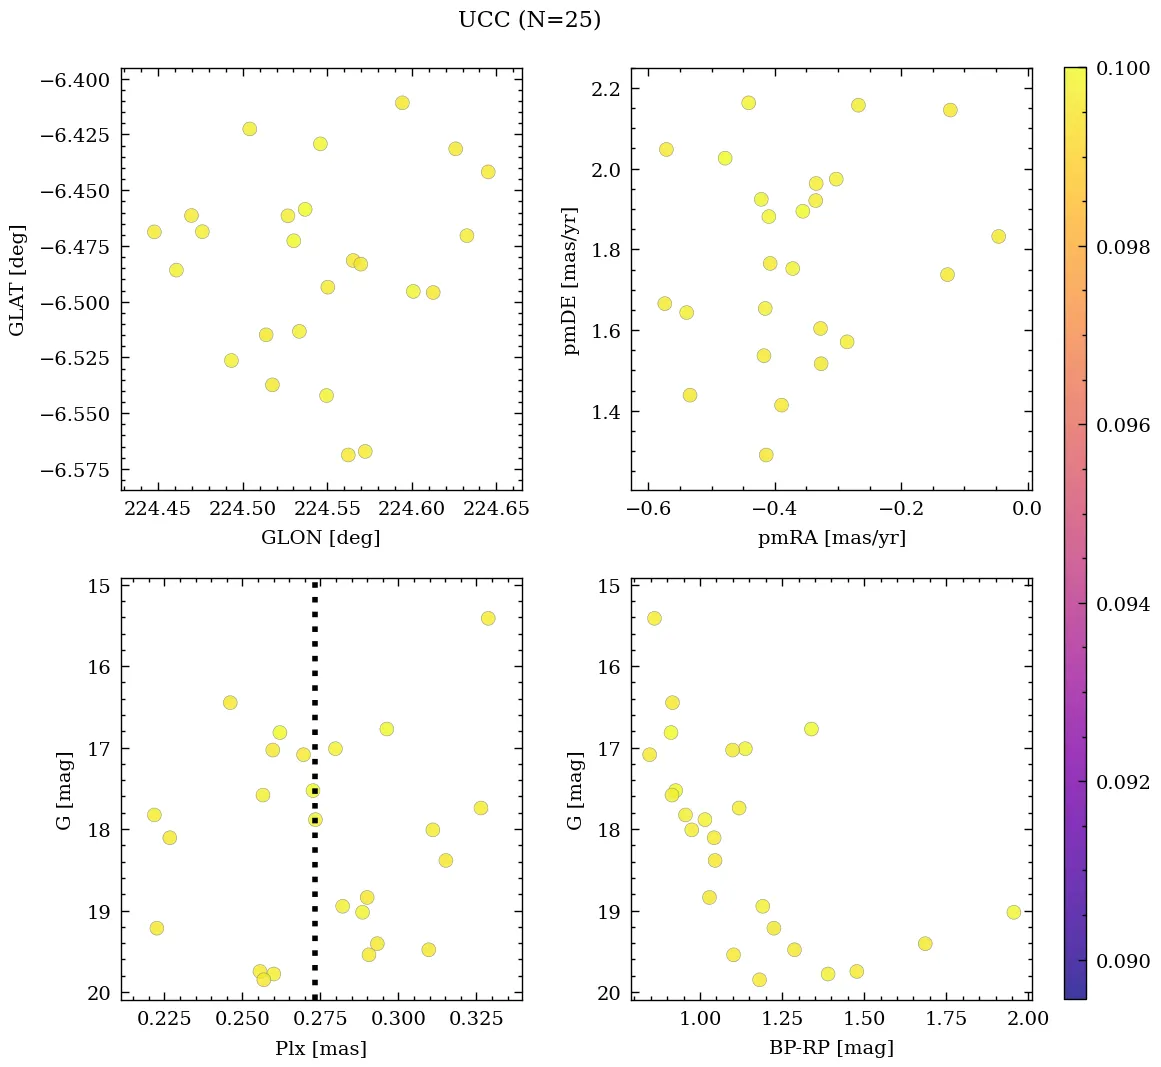 UCC (N=25)
−6.400
−6.425
−6.450
−6.475
−6.500
−6.525
−6.550
−6.575
GLAT [deg]
224.45 224.50 224.55 224.60 224.65
GLON [deg]
2.2
2.0
1.8
1.6
1.4
pmDE [mas/yr]
−0.6 −0.4 −0.2 0.0
pmRA [mas/yr]
15
16
17
18
19
20
G [mag]
0.225 0.250 0.275 0.300 0.325
Plx [mas]
15
16
17
18
19
20
G [mag]
1.00 1.25 1.50 1.75 2.00
BP-RP [mag]
0.100
0.098
0.096
0.094
0.092
0.090